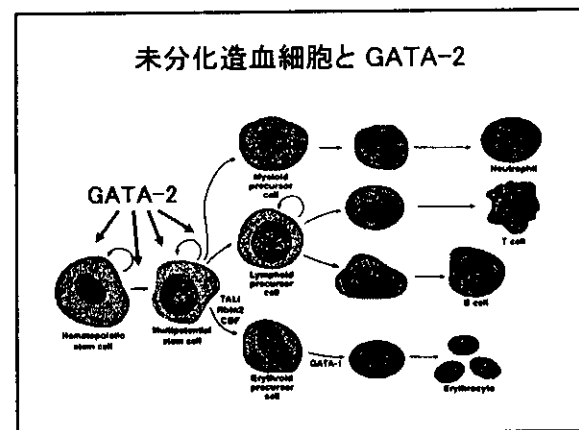 未分化造血細胞と GATA-2
GATA-2
Myeloid
precursor
cell
Neutrophil
T cell
Lymphoid
precursor
cell
B cell
TAL1
Rbtn2
CBF
Hematopoietic
stem cell
Multipotential
stem cell
GATA-1
Erythroid
precursor
cell
Erythrocyte